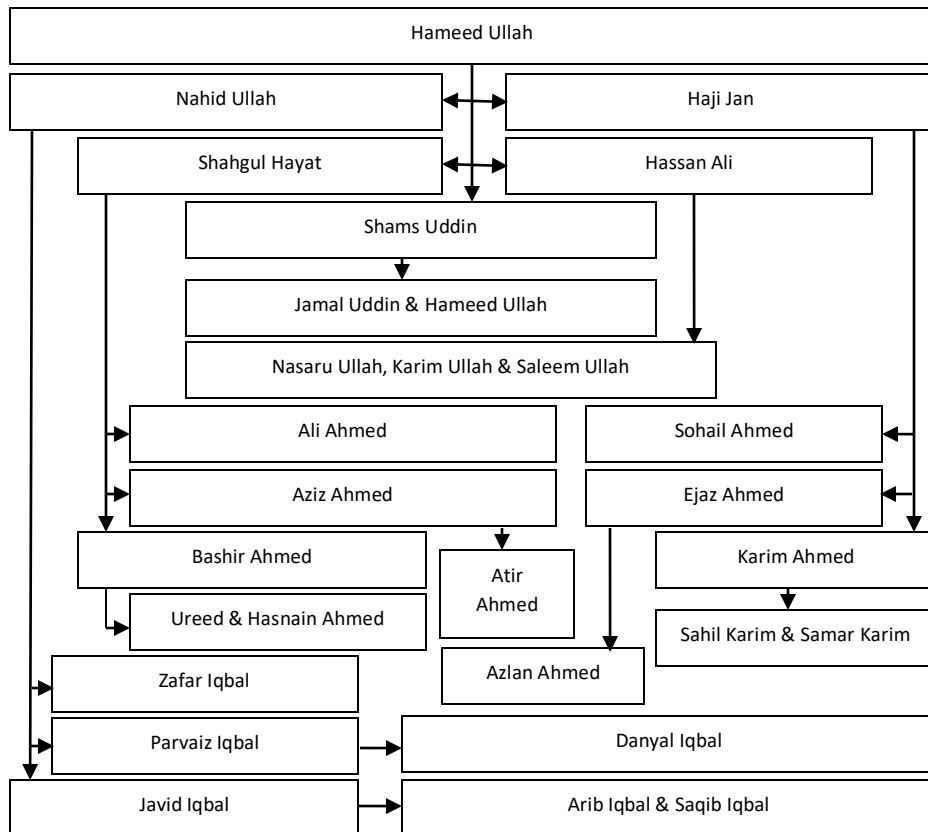 Hameed Ullah
Nahid Ullah
Haji Jan
Shahgul Hayat
Hassan Ali
Shams Uddin
Jamal Uddin & Hameed Ullah
Nasaru Ullah, Karim Ullah & Saleem Ullah
Ali Ahmed
Sohail Ahmed
Aziz Ahmed
Ejaz Ahmed
Bashir Ahmed
Atir
Ahmed
Karim Ahmed
Ureed & Hasnain Ahmed
Sahil Karim & Samar Karim
Azlan Ahmed
Zafar Iqbal
Parvaiz Iqbal
Danyal Iqbal
Javid Iqbal
Arib Iqbal & Saqib Iqbal